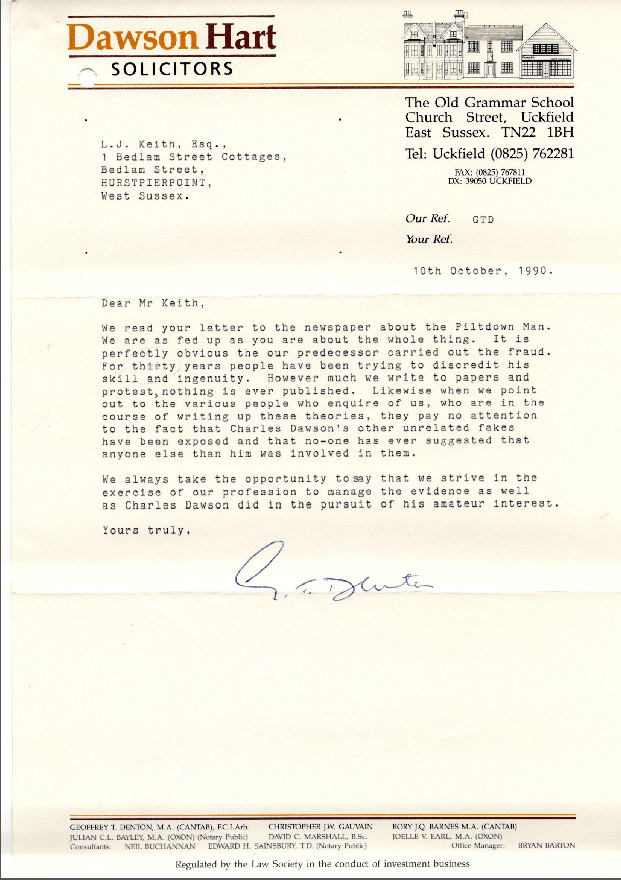 Dawson Hart
SOLICITORS
The Old Grammar School
Church Street, Uckfield
East Sussex. TN22 1BH
Tel: Uckfield (0825) 762281
FAX: (0825) 767811
DX: 39050 UCKFIELD
L.J. Keith, Esq.,
1 Bedlam Street Cottages,
Bedlam Street,
HURSTPIERPOINT,
West Sussex.
Our Ref. GTD
Your Ref.
10th October, 1990.
Dear Mr Keith,
We read your letter to the newspaper about the Piltdown Man.
We are as fed up as you are about the whole thing. It is
perfectly obvious the our predecessor carried out the fraud.
For thirty years people have been trying to discredit his
skill and ingenuity. However much we write to papers and
protest, nothing is ever published. Likewise when we point
out to the various people who enquire of us, who are in the
course of writing up these theories, they pay no attention
to the fact that Charles Dawson's other unrelated fakes
have been exposed and that no-one has ever suggested that
anyone else than him was involved in them.
We always take the opportunity to say that we strive in the
exercise of our profession to manage the evidence as well
as Charles Dawson did in the pursuit of his amateur interest.
Yours truly,
G. T. Denton
GEOFFREY T. DENTON, M.A. (CANTAB), F.C.I.Arb. CHRISTOPHER J.W. GAUVAIN RORY J.Q. BARNES M.A. (CANTAB)
JULIAN C.L. BAYLEY, M.A. (OXON) (Notary Public) DAVID C. MARSHALL, B.Sc. JOELLE V. EARL, M.A. (OXON)
Consultants: NEIL BUCHANNAN EDWARD H. SAINSBURY, T.D. (Notary Public) Office Manager: BRYAN BARTON
Regulated by the Law Society in the conduct of investment business